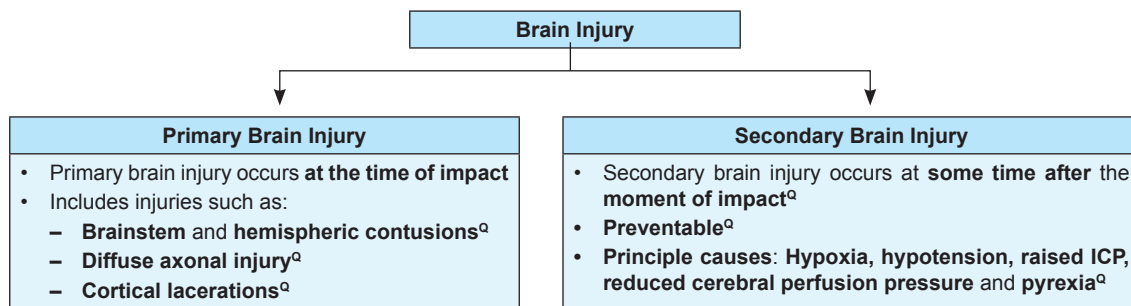 Brain Injury
Primary Brain Injury
• Primary brain injury occurs at the time of impact
• Includes injuries such as:
– Brainstem and hemispheric contusionsQ
– Diffuse axonal injuryQ
– Cortical lacerationsQ
Secondary Brain Injury
• Secondary brain injury occurs at some time after the
moment of impactQ
• PreventableQ
• Principle causes: Hypoxia, hypotension, raised ICP,
reduced cerebral perfusion pressure and pyrexiaQ